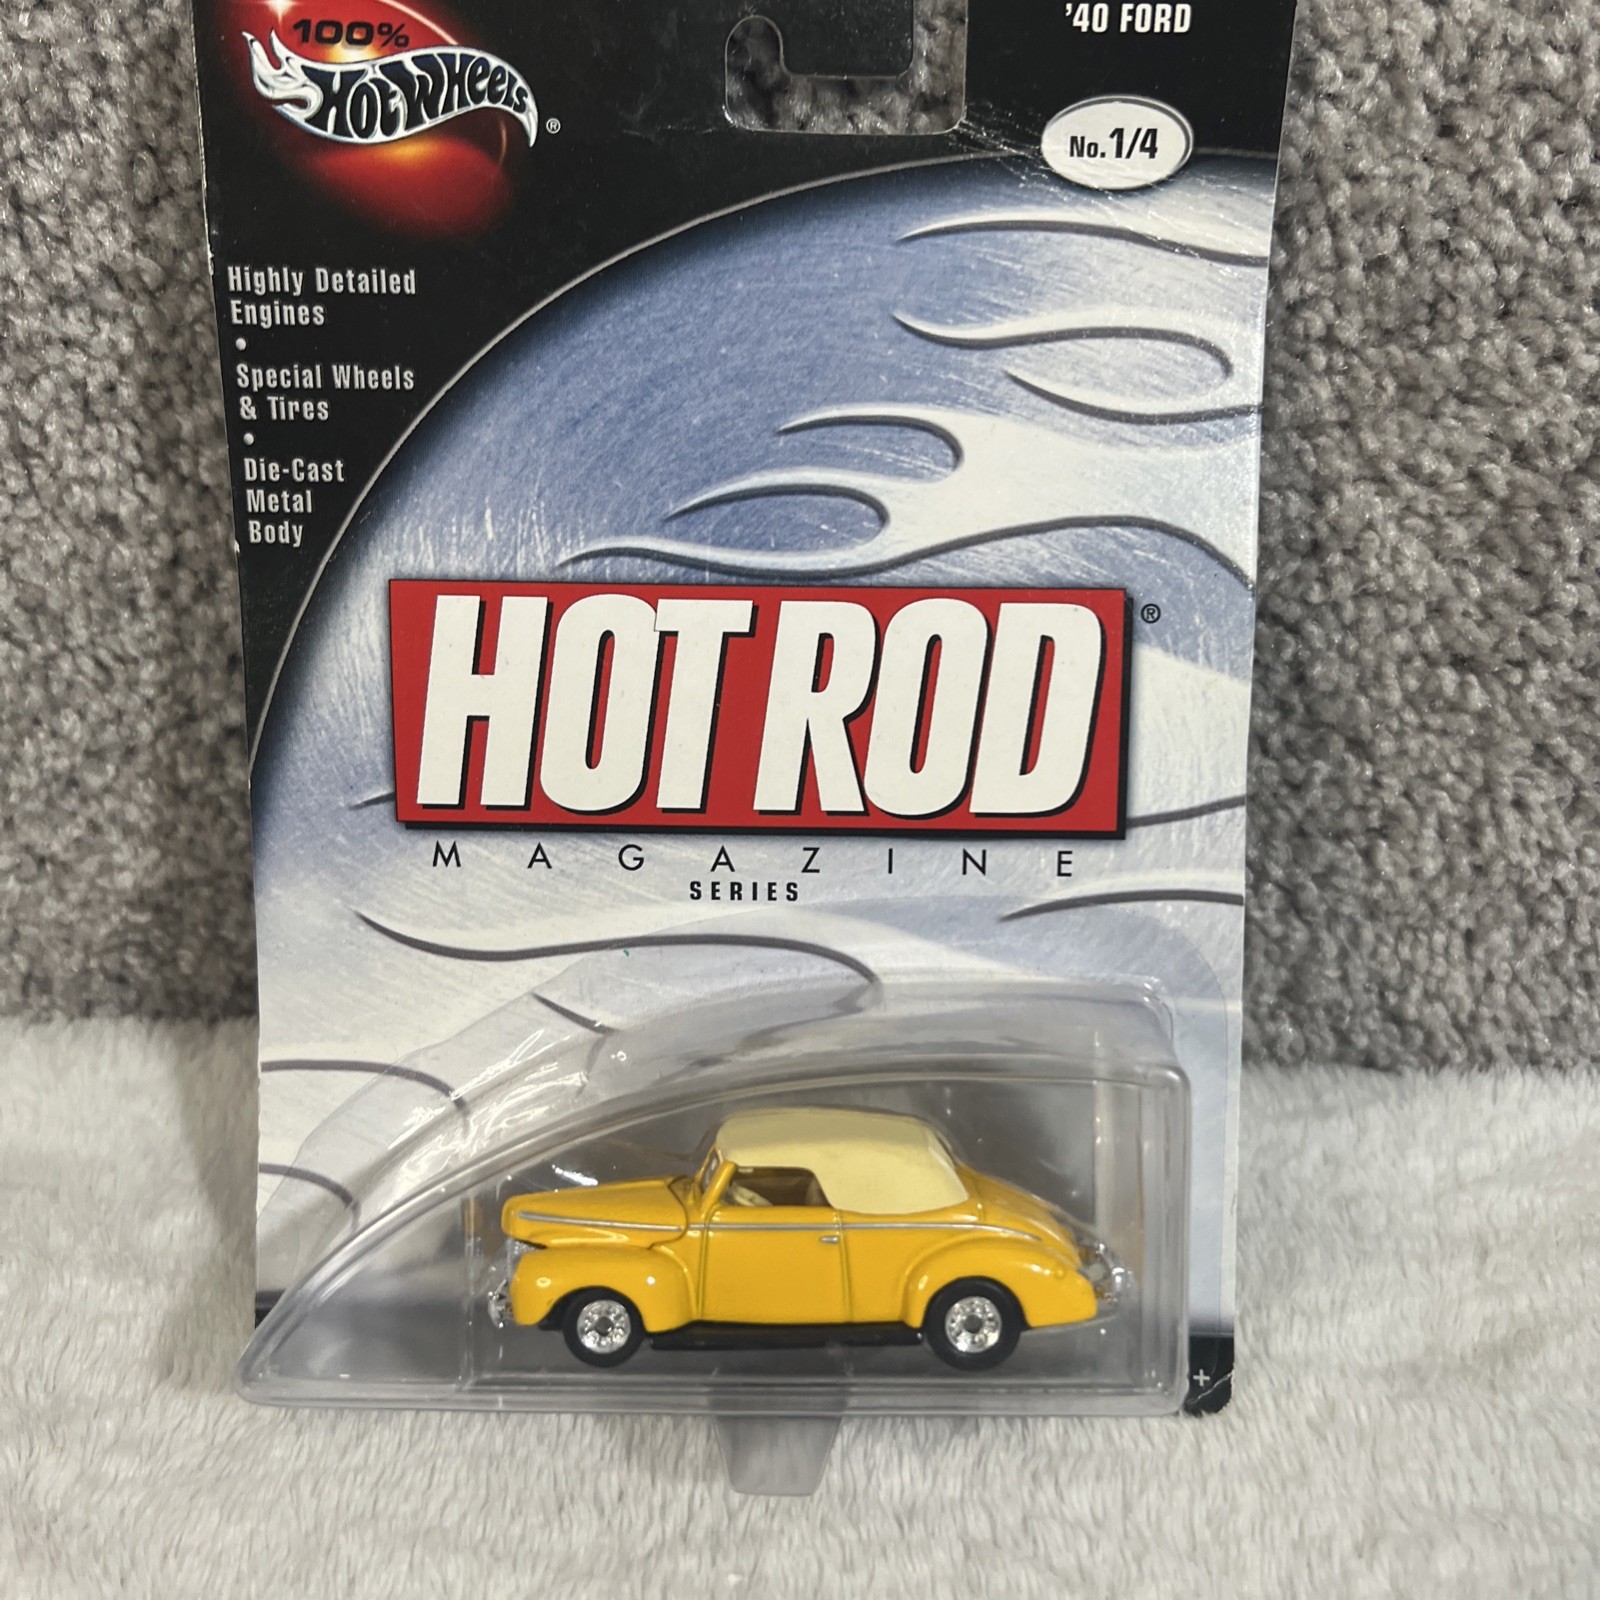 100%
Hot Wheels®
'40 FORD
No.1/4
Highly Detailed
Engines
•
Special Wheels
& Tires
•
Die-Cast
Metal
Body
HOT ROD®
MAGAZINE
SERIES
+